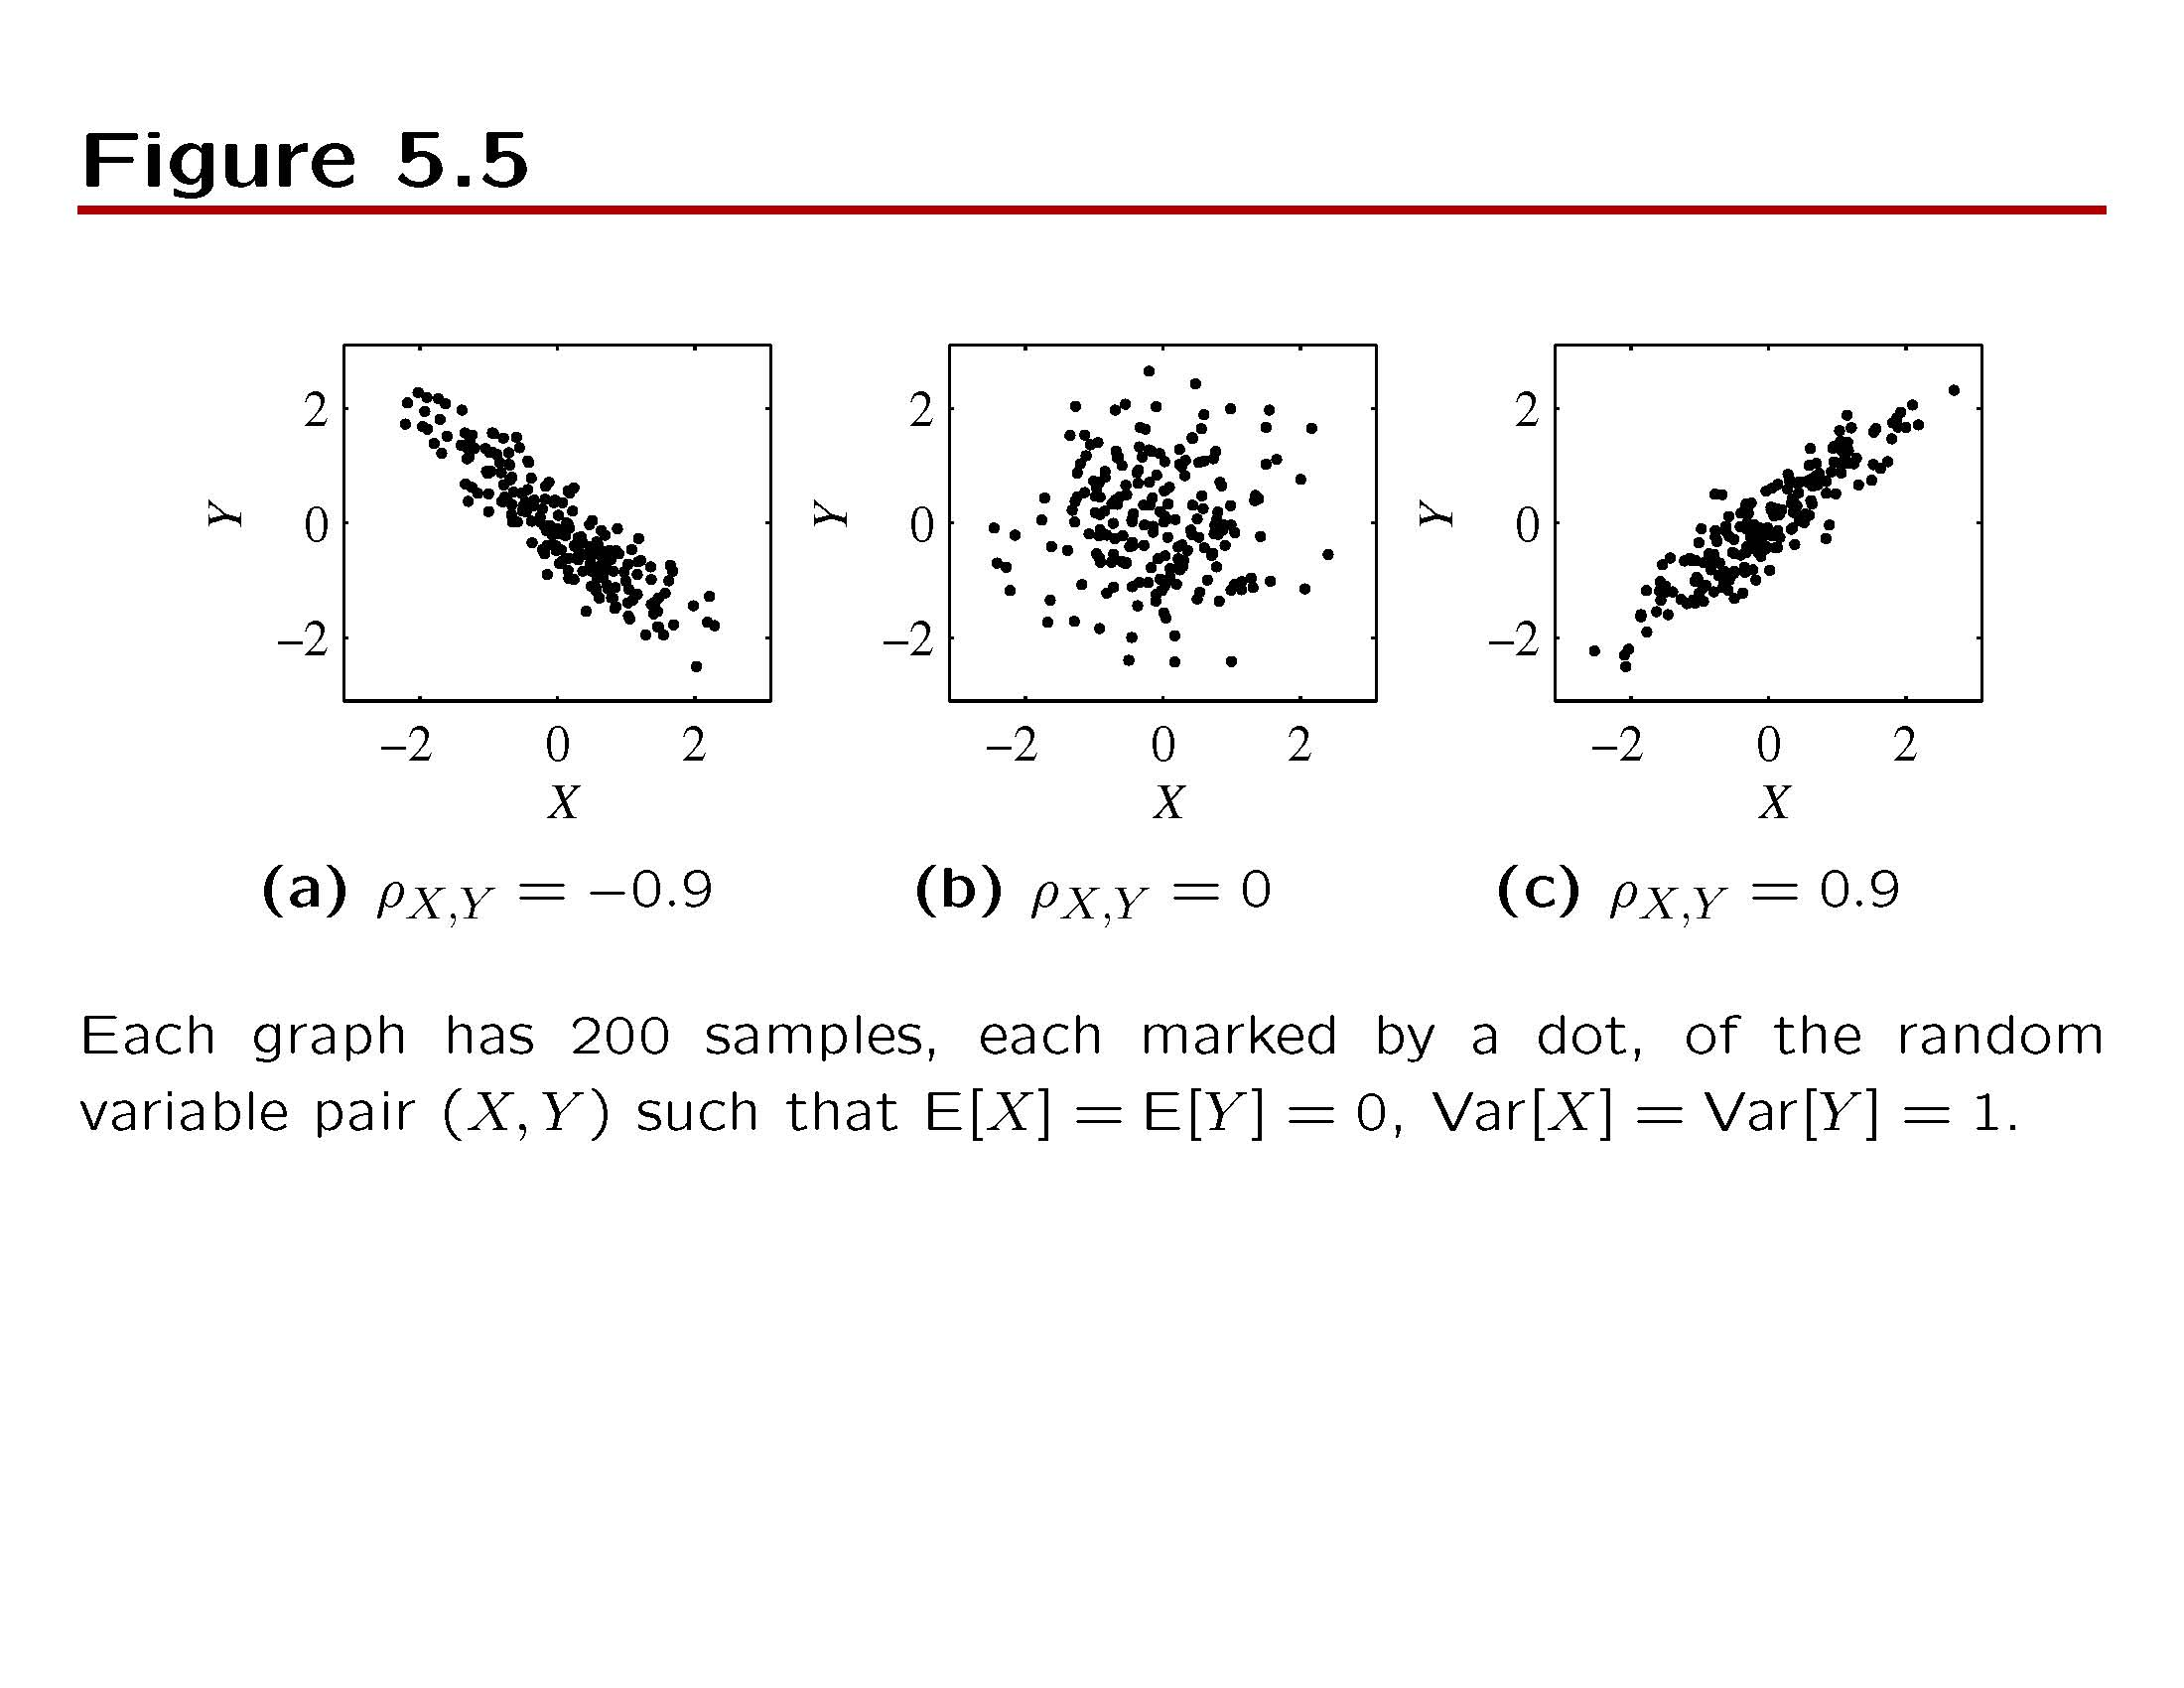 Figure 5.5
2 2 2
Y 0 Y 0 Y 0
−2 −2 −2
−2 0 2 −2 0 2 −2 0 2
X X X
(a) ρX,Y = −0.9 (b) ρX,Y = 0 (c) ρX,Y = 0.9
Each graph has 200 samples, each marked by a dot, of the random
variable pair (X, Y) such that E[X] = E[Y] = 0, Var[X] = Var[Y] = 1.